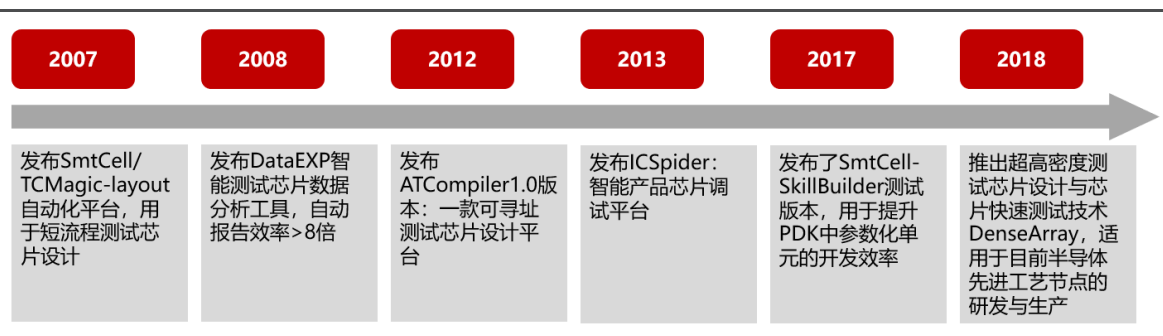 2007
2008
2012
2013
2017
2018
发布SmtCell/
TCMagic-layout
自动化平台，用
于短流程测试芯
片设计
发布DataEXP智
能测试芯片数据
分析工具，自动
报告效率>8倍
发布
ATCompiler1.0版
本：一款可寻址
测试芯片设计平
台
发布ICSpider：
智能产品芯片调
试平台
发布了SmtCell-
SkillBuilder测试
版本，用于提升
PDK中参数化单
元的开发效率
推出超高密度测
试芯片设计与芯
片快速测试技术
DenseArray，适
用于目前半导体
先进工艺节点的
研发与生产